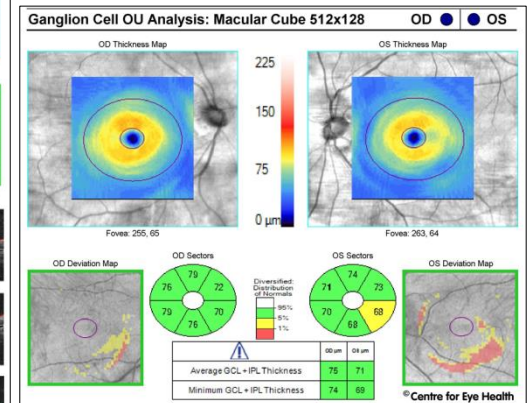 Ganglion Cell OU Analysis: Macular Cube 512x128 OD OS
OD Thickness Map
OS Thickness Map
225
150
75
0 µm
Fovea: 255, 65
Fovea: 263, 64
OD Deviation Map
OD Sectors
OS Sectors
OS Deviation Map
79
76 72
79 70
76
Diversified:
Distribution
of Normals
95%
5%
1%
74
71 73
70 68
68
OD µm OS µm
Average GCL + IPL Thickness 75 71
Minimum GCL + IPL Thickness 74 69
©Centre for Eye Health